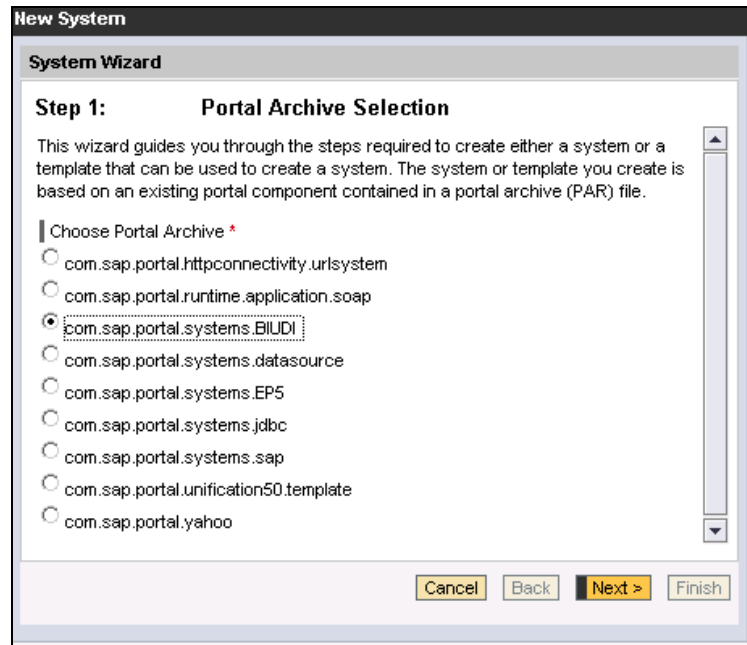 New System
System Wizard
Step 1: Portal Archive Selection
This wizard guides you through the steps required to create either a system or a
template that can be used to create a system. The system or template you create is
based on an existing portal component contained in a portal archive (PAR) file.
Choose Portal Archive *
com.sap.portal.httpconnectivity.urlsystem
com.sap.portal.runtime.application.soap
com.sap.portal.systems.BIUDI
com.sap.portal.systems.datasource
com.sap.portal.systems.EP5
com.sap.portal.systems.jdbc
com.sap.portal.systems.sap
com.sap.portal.unification50.template
com.sap.portal.yahoo
Cancel Back Next > Finish